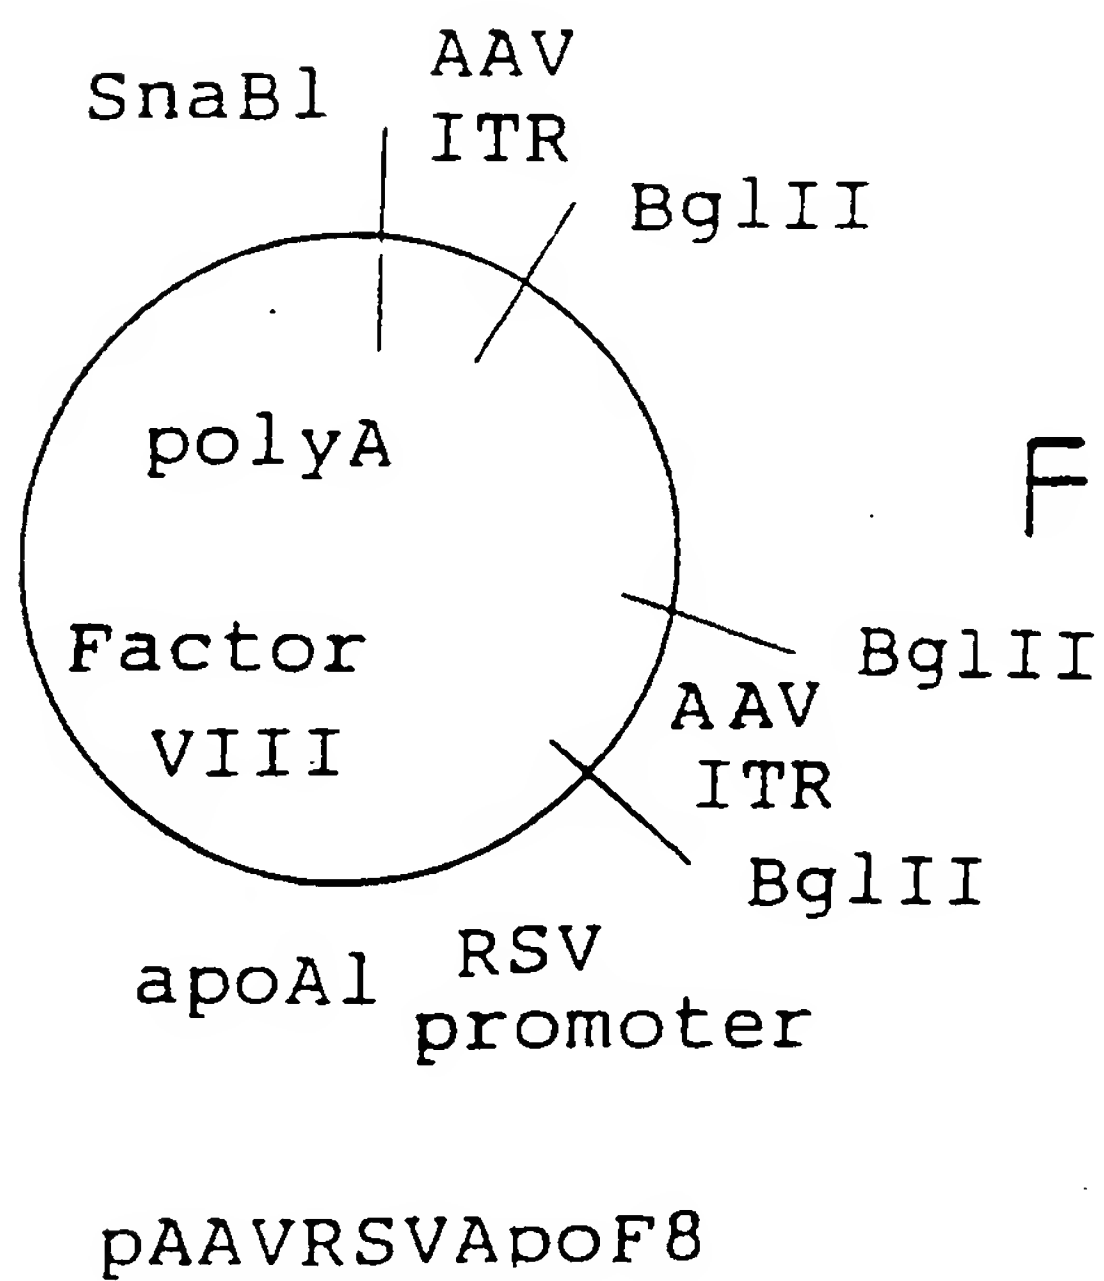 SnaBl
AAV
ITR
BglII
polyA
F
Factor
VIII
BglII
AAV
ITR
BglII
apoAl
RSV
promoter
pAAVRSVApoF8